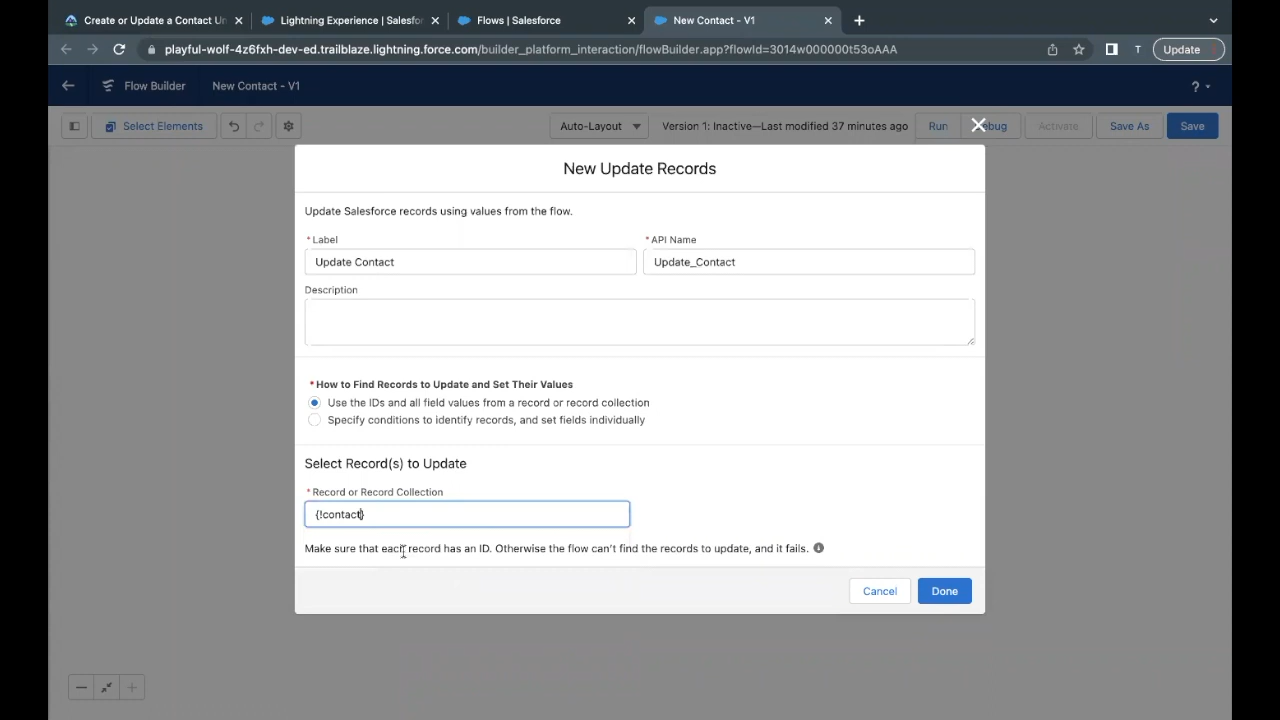 Create or Update a Contact Un
Lightning Experience | Salesfor
Flows | Salesforce
New Contact - V1
playful-wolf-4z6fxh-dev-ed.trailblaze.lightning.force.com/builder_platform_interaction/flowBuilder.app?flowId=3014w000000t53oAAA
T
Update
Flow Builder
New Contact - V1
?
Select Elements
Auto-Layout
Version 1: Inactive—Last modified 37 minutes ago
Run
Debug
Activate
Save As
Save
New Update Records
Update Salesforce records using values from the flow.
* Label
* API Name
Update Contact
Update_Contact
Description
* How to Find Records to Update and Set Their Values
Use the IDs and all field values from a record or record collection
Specify conditions to identify records, and set fields individually
Select Record(s) to Update
* Record or Record Collection
{!contact}
Make sure that each record has an ID. Otherwise the flow can't find the records to update, and it fails.
Cancel
Done